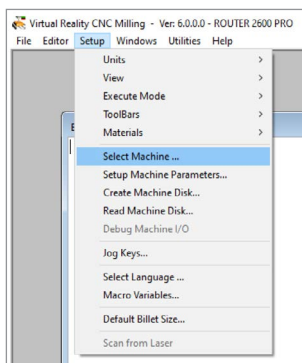 Virtual Reality CNC Milling - Ver: 6.0.0.0 - ROUTER 2600 PRO
File Editor Setup Windows Utilities Help
Units >
View >
Execute Mode >
ToolBars >
Materials >
Select Machine ...
Setup Machine Parameters...
Create Machine Disk...
Read Machine Disk...
Debug Machine I/O
Jog Keys...
Select Language ...
Macro Variables...
Default Billet Size...
Scan from Laser